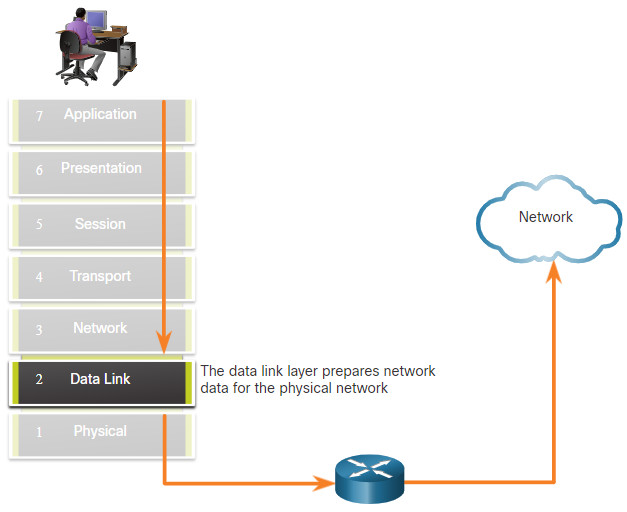 7 Application
6 Presentation
5 Session
4 Transport
3 Network
2 Data Link
The data link layer prepares network
data for the physical network
1 Physical
Network